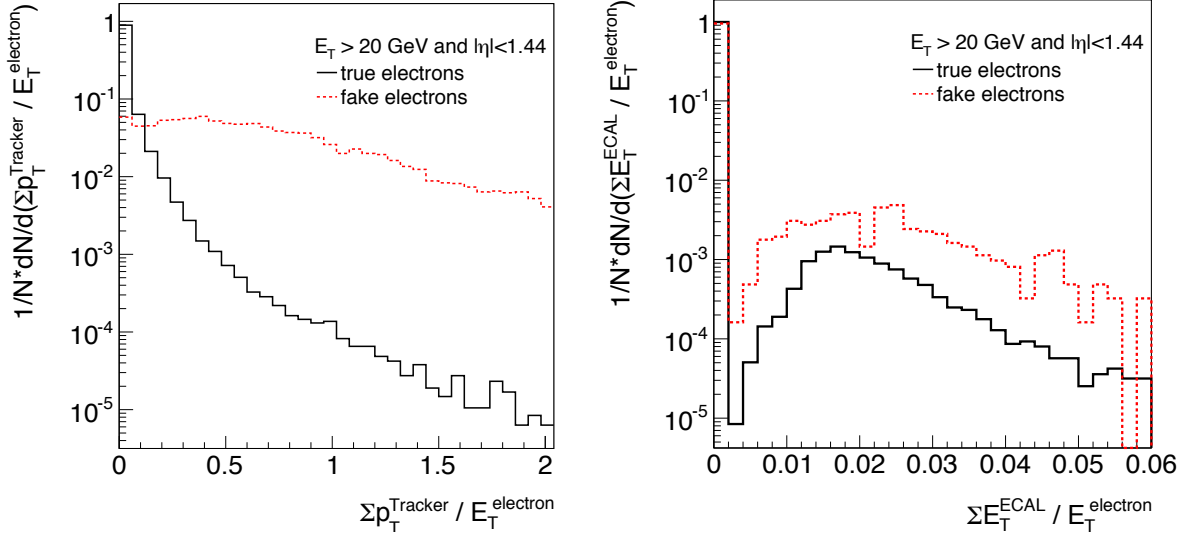 1/N*dN/d(Σp_T^Tracker / E_T^electron)
1
10^-1
10^-2
10^-3
10^-4
10^-5
E_T > 20 GeV and |η|<1.44
true electrons
fake electrons
0 0.5 1 1.5 2
Σp_T^Tracker / E_T^electron
1/N*dN/d(ΣE_T^ECAL / E_T^electron)
1
10^-1
10^-2
10^-3
10^-4
10^-5
E_T > 20 GeV and |η|<1.44
true electrons
fake electrons
0 0.01 0.02 0.03 0.04 0.05 0.06
ΣE_T^ECAL / E_T^electron